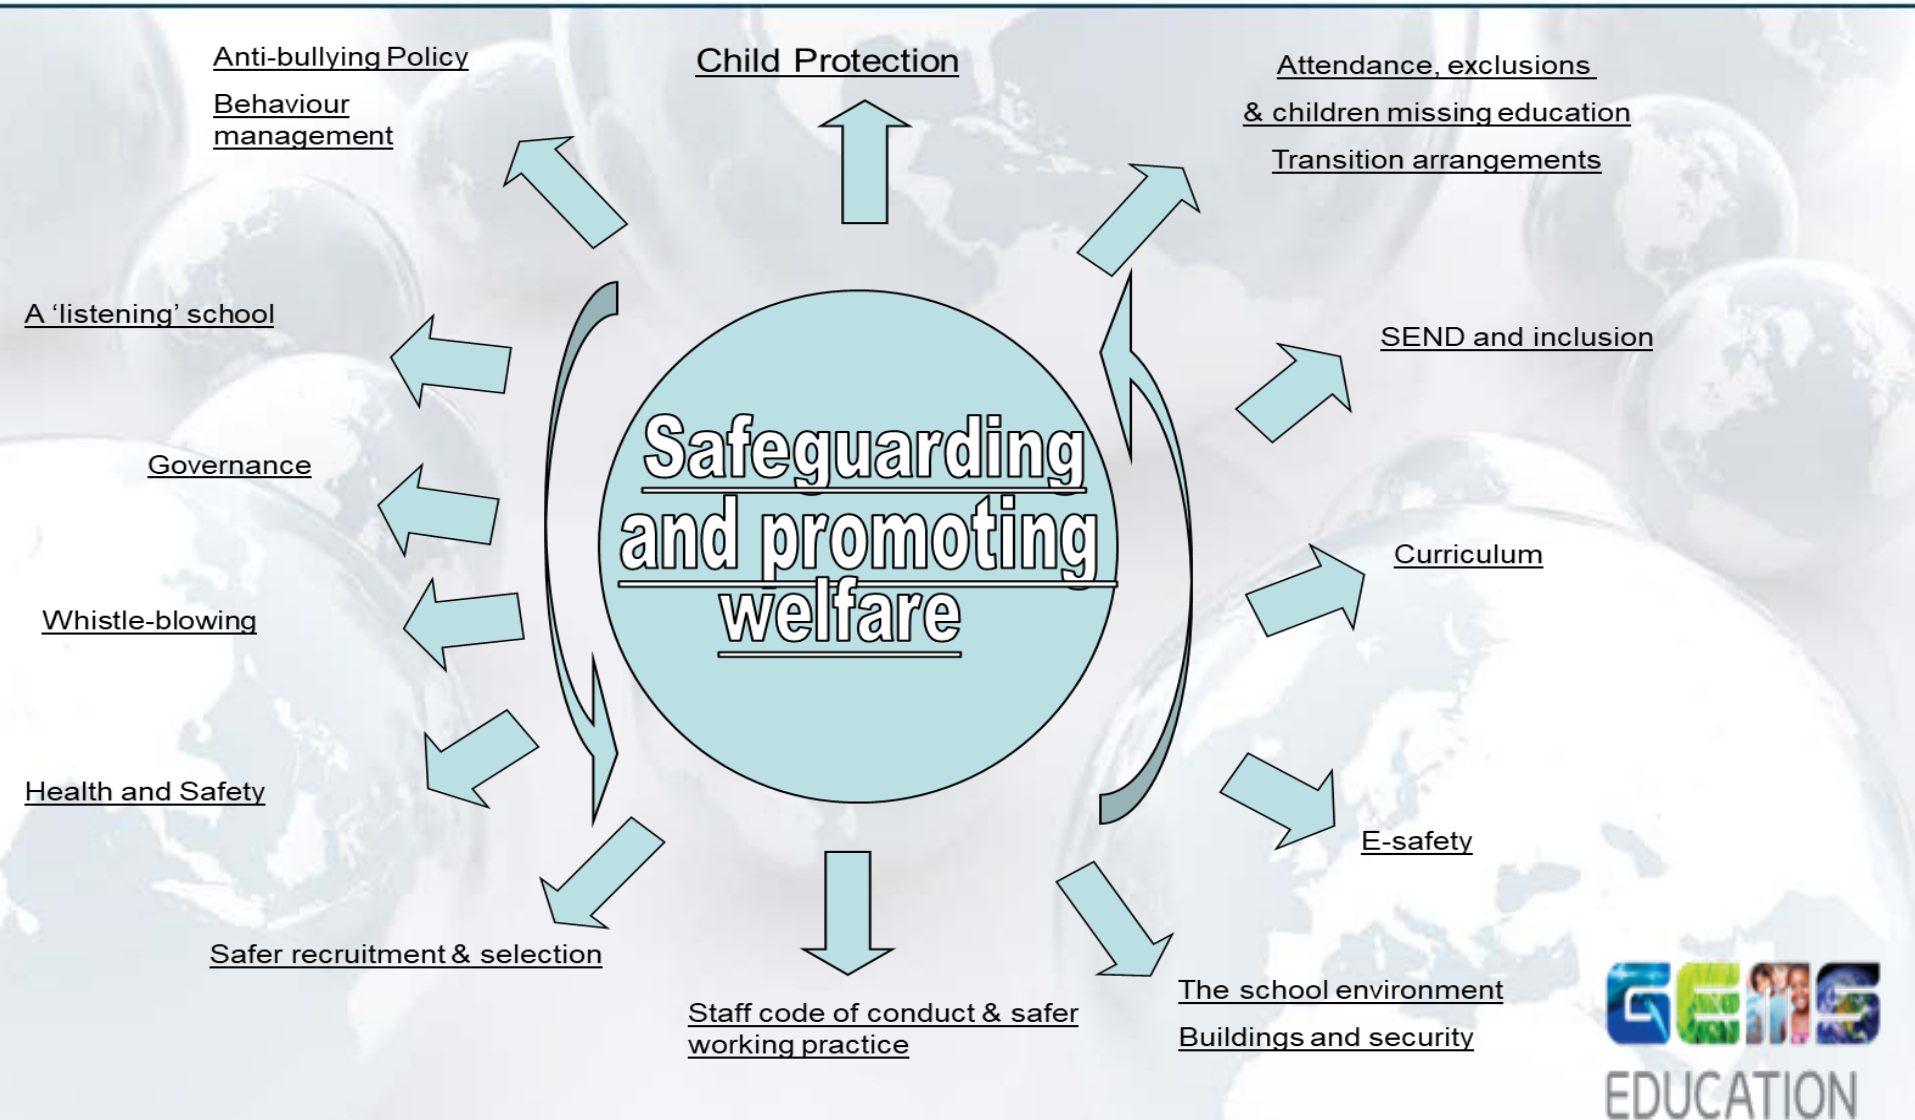 Anti-bullying Policy
Behaviour
management
Child Protection
Attendance, exclusions
& children missing education
Transition arrangements
A ‘listening’ school
SEND and inclusion
Governance
Safeguarding
and promoting
welfare
Curriculum
Whistle-blowing
Health and Safety
E-safety
Safer recruitment & selection
Staff code of conduct & safer
working practice
The school environment
Buildings and security
GEMS
EDUCATION